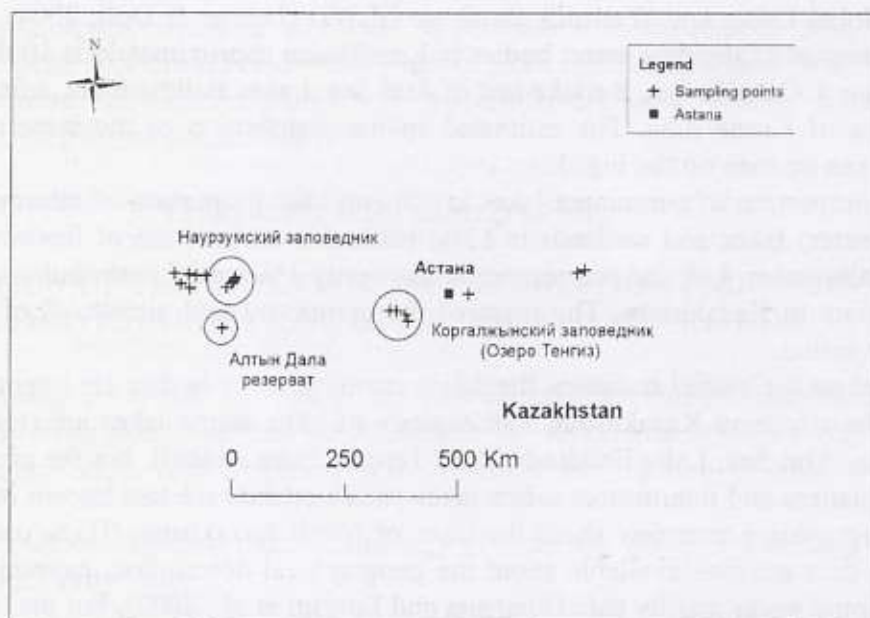 N
Legend
Sampling points
Astana
Наурзумский заповедник
Астана
Коргалжынский заповедник
(Озеро Тенгиз)
Алтын Дала
резерват
Kazakhstan
0 250 500 Km